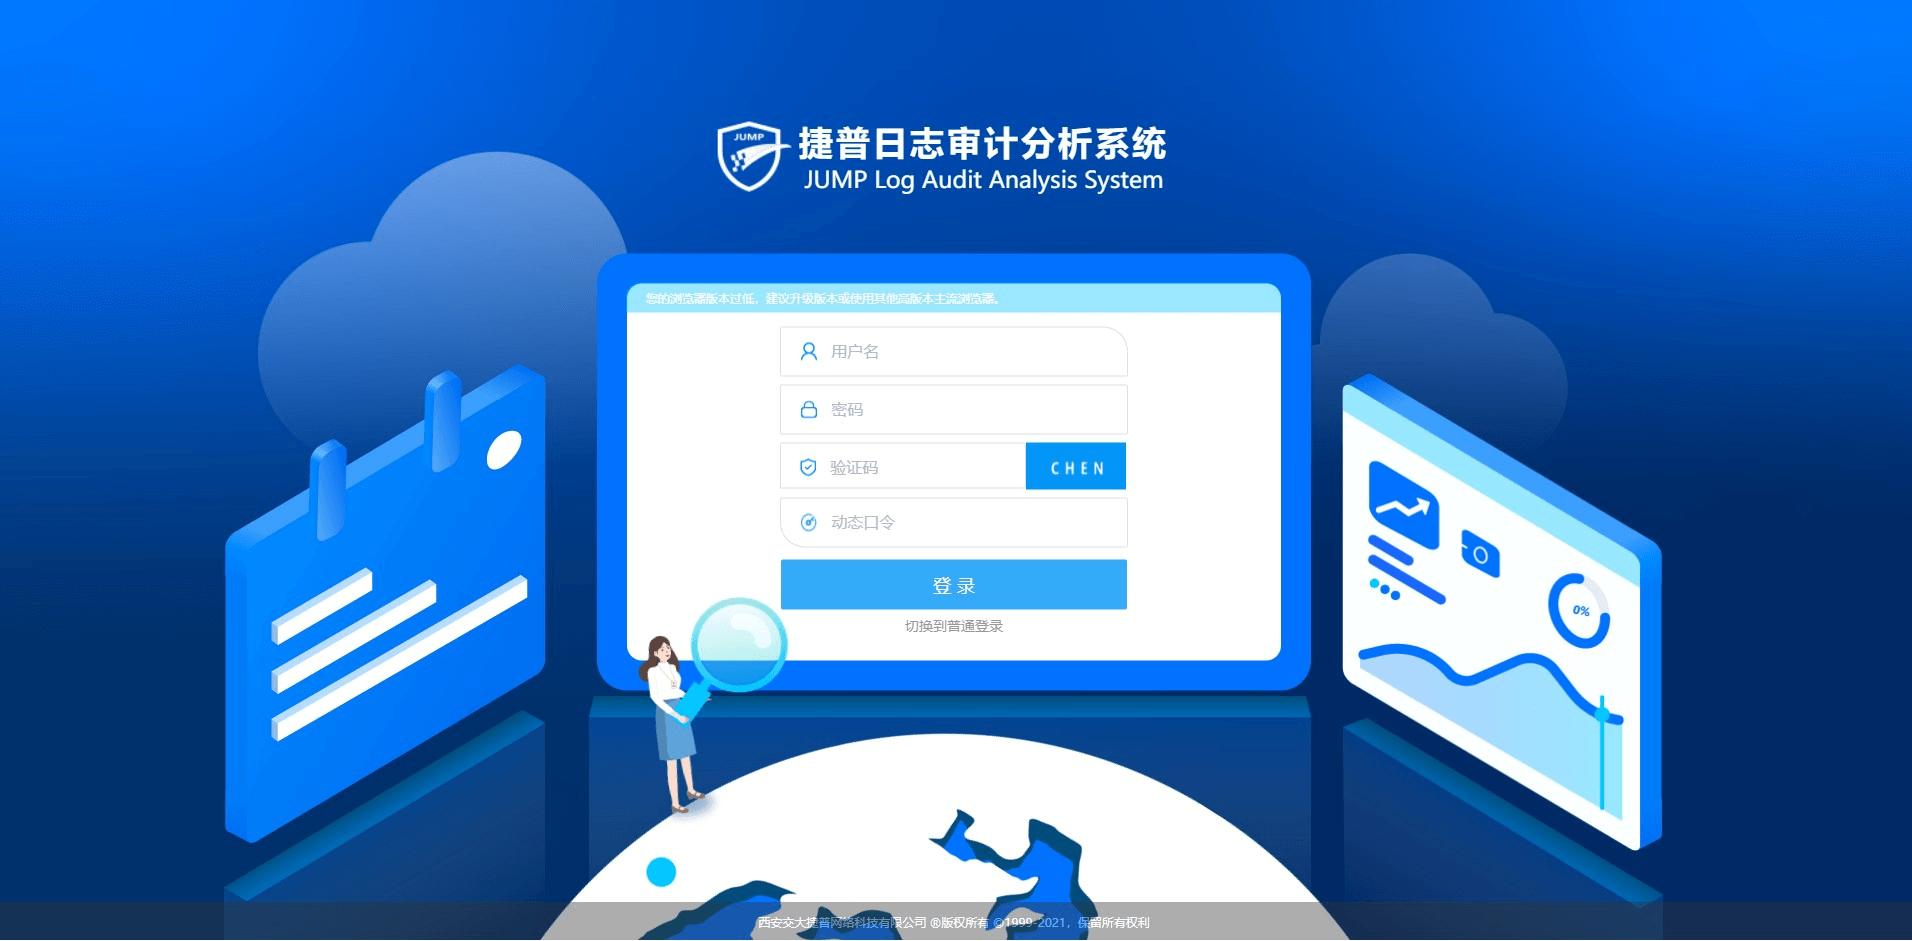 JUMP
捷普日志审计分析系统
JUMP Log Audit Analysis System
您的浏览器版本过低，建议升级版本或使用其他高版本主流浏览器。
用户名
密码
验证码
CHEN
动态口令
登 录
切换到普通登录
0%
西安交大捷普网络科技有限公司 ®版权所有 ©1999-2021，保留所有权利